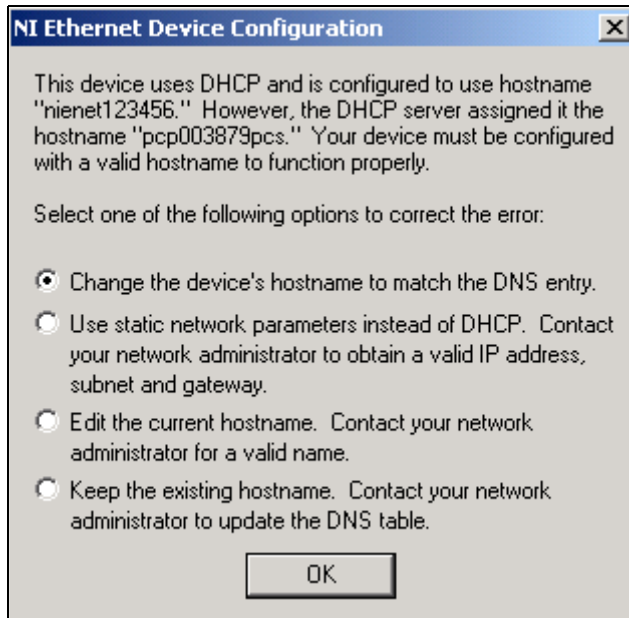 NI Ethernet Device Configuration
This device uses DHCP and is configured to use hostname
"nienet123456." However, the DHCP server assigned it the
hostname "pcp003879pcs." Your device must be configured
with a valid hostname to function properly.
Select one of the following options to correct the error:
Change the device's hostname to match the DNS entry.
Use static network parameters instead of DHCP. Contact
your network administrator to obtain a valid IP address,
subnet and gateway.
Edit the current hostname. Contact your network
administrator for a valid name.
Keep the existing hostname. Contact your network
administrator to update the DNS table.
OK